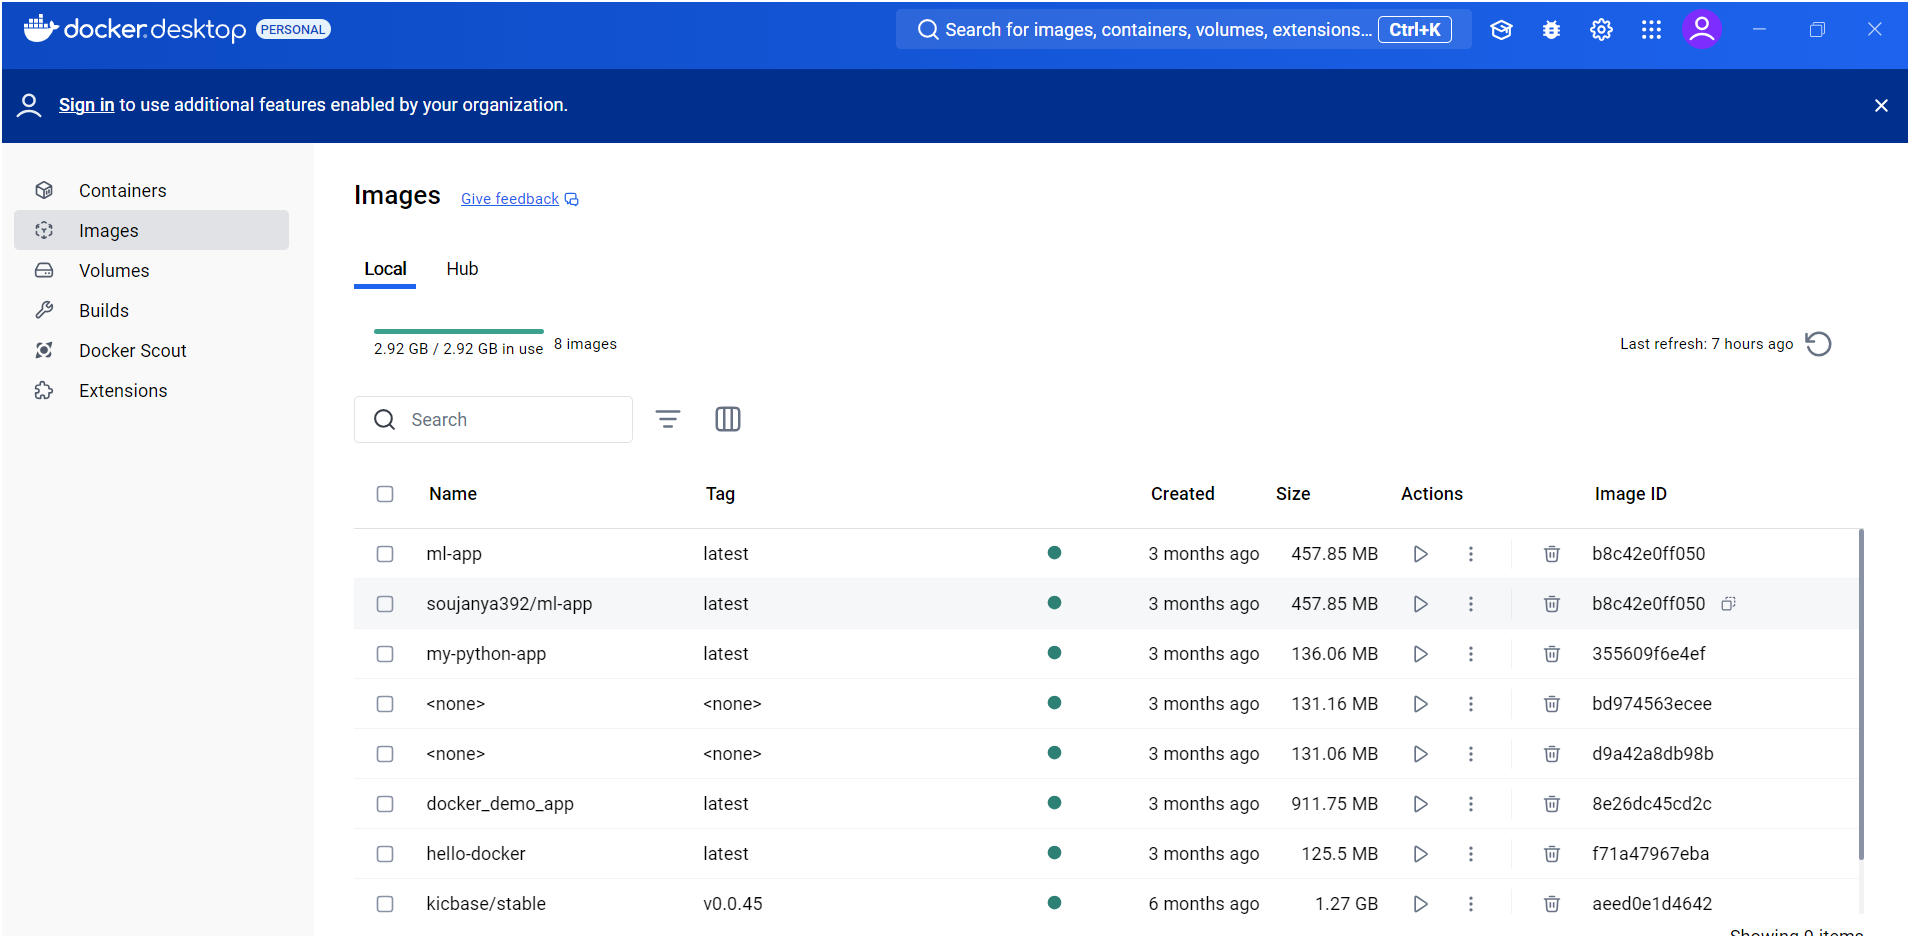 docker.desktop PERSONAL Search for images, containers, volumes, extensions... Ctrl+K
Sign in to use additional features enabled by your organization.
Containers
Images
Volumes
Builds
Docker Scout
Extensions
Images Give feedback
Local Hub
2.92 GB / 2.92 GB in use 8 images Last refresh: 7 hours ago
Search
Name Tag Created Size Actions Image ID
ml-app latest 3 months ago 457.85 MB b8c42e0ff050
soujanya392/ml-app latest 3 months ago 457.85 MB b8c42e0ff050
my-python-app latest 3 months ago 136.06 MB 355609f6e4ef
<none> <none> 3 months ago 131.16 MB bd974563ecee
<none> <none> 3 months ago 131.06 MB d9a42a8db98b
docker_demo_app latest 3 months ago 911.75 MB 8e26dc45cd2c
hello-docker latest 3 months ago 125.5 MB f71a47967eba
kicbase/stable v0.0.45 6 months ago 1.27 GB aeed0e1d4642
Showing 9 items